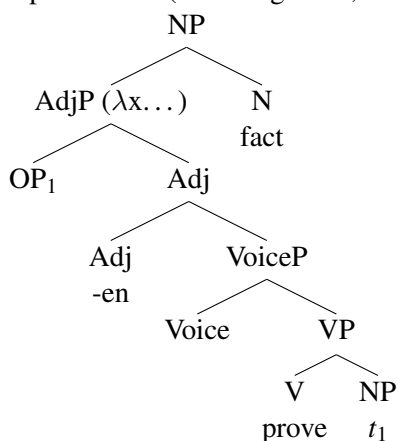 NP
AdjP (λx...) N
fact
OP₁ Adj
Adj VoiceP
-en
Voice VP
V NP
prove t₁